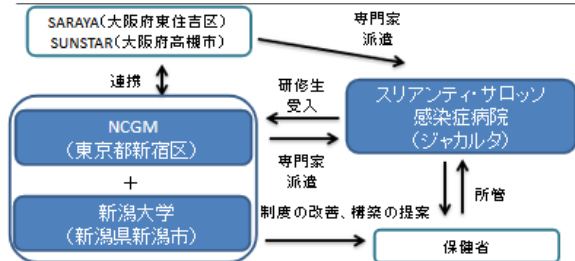 SARAYA(大阪府東住吉区)
SUNSTAR(大阪府高槻市)
専門家
派遣
連携
研修生
受入
スリアンティ・サロッソ
感染症病院
(ジャカルタ)
NCGM
(東京都新宿区)
+
専門家
派遣
新潟大学
(新潟県新潟市)
制度の改善、構築の提案
所管
保健省